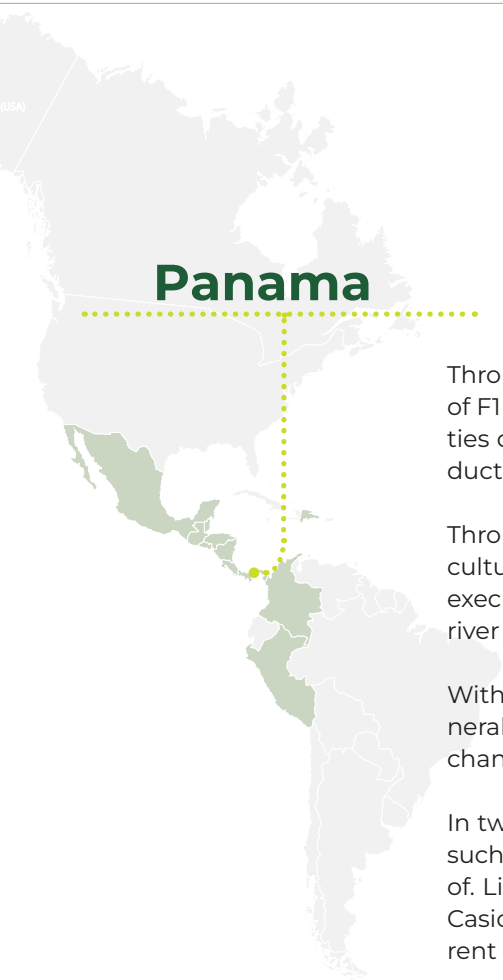 (USA)
Panama
Thro
of F1
ties c
duct
Thro
cultu
exec
river
With
neral
chan
In tw
such
of. Li
Casic
rent